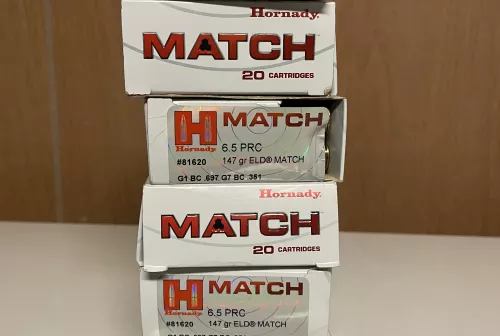 Hornady.
MATCH
20 CARTRIDGES
H MATCH
Hornady
6.5 PRC
#81620
147 gr ELD® MATCH
G1 BC .697 G7 BC .351
Hornady.
MATCH
20 CARTRIDGES
H MATCH
Hornady
6.5 PRC
#81620
147 gr ELD® MATCH